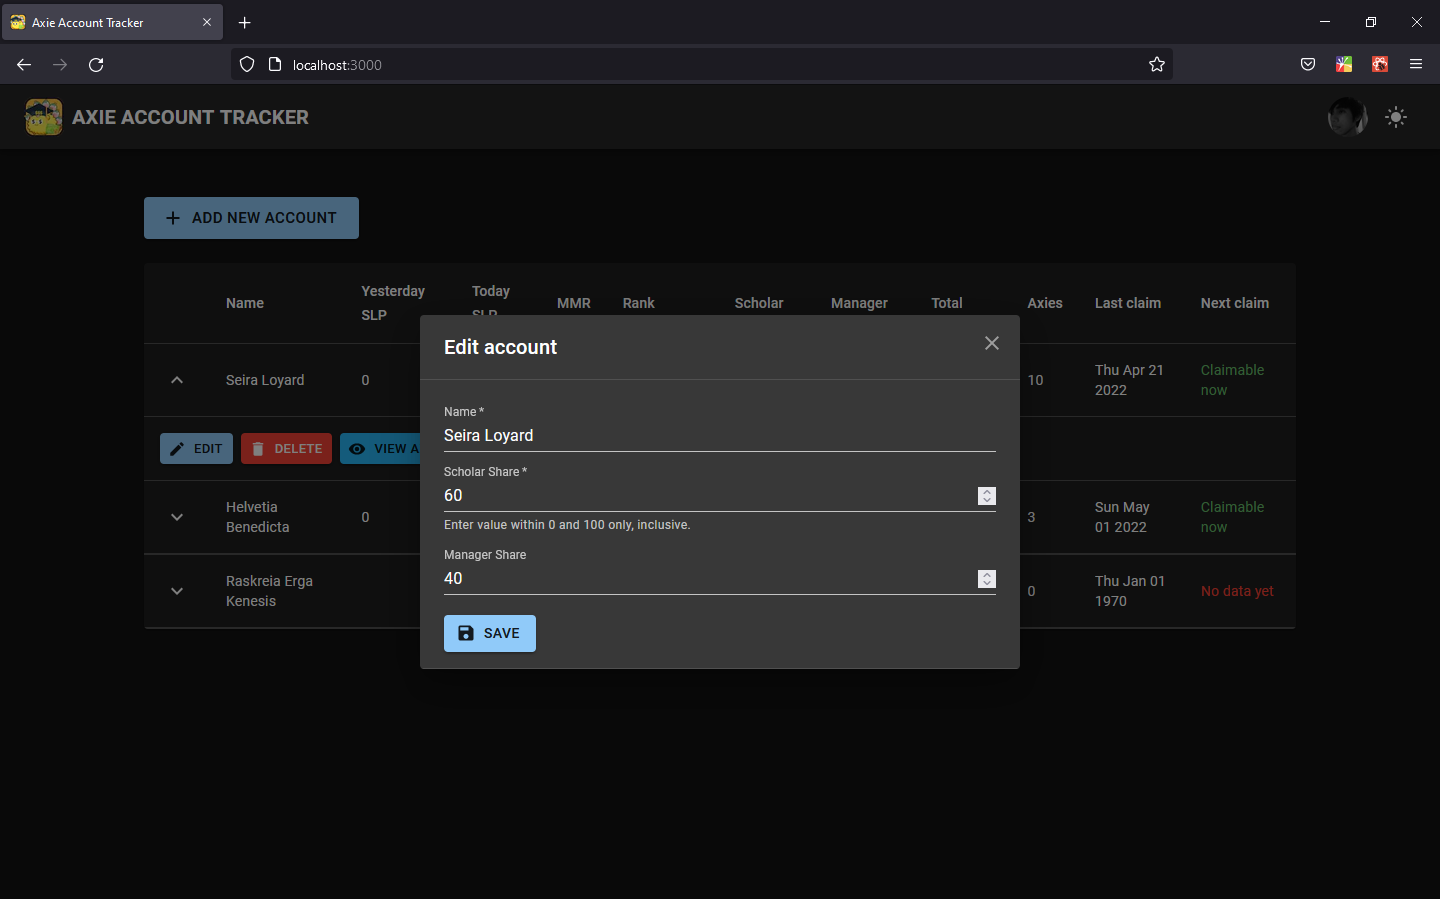 Axie Account Tracker
localhost:3000
AXIE ACCOUNT TRACKER
ADD NEW ACCOUNT
Name
Yesterday
SLP
Today
SLP
MMR
Rank
Scholar
Manager
Total
Axies
Last claim
Next claim
Seira Loyard
0
10
Thu Apr 21
2022
Claimable
now
EDIT
DELETE
VIEW A
Helvetia
Benedicta
0
3
Sun May
01 2022
Claimable
now
Raskreia Erga
Kenesis
0
Thu Jan 01
1970
No data yet
Edit account
Name *
Seira Loyard
Scholar Share *
60
Enter value within 0 and 100 only, inclusive.
Manager Share
40
SAVE